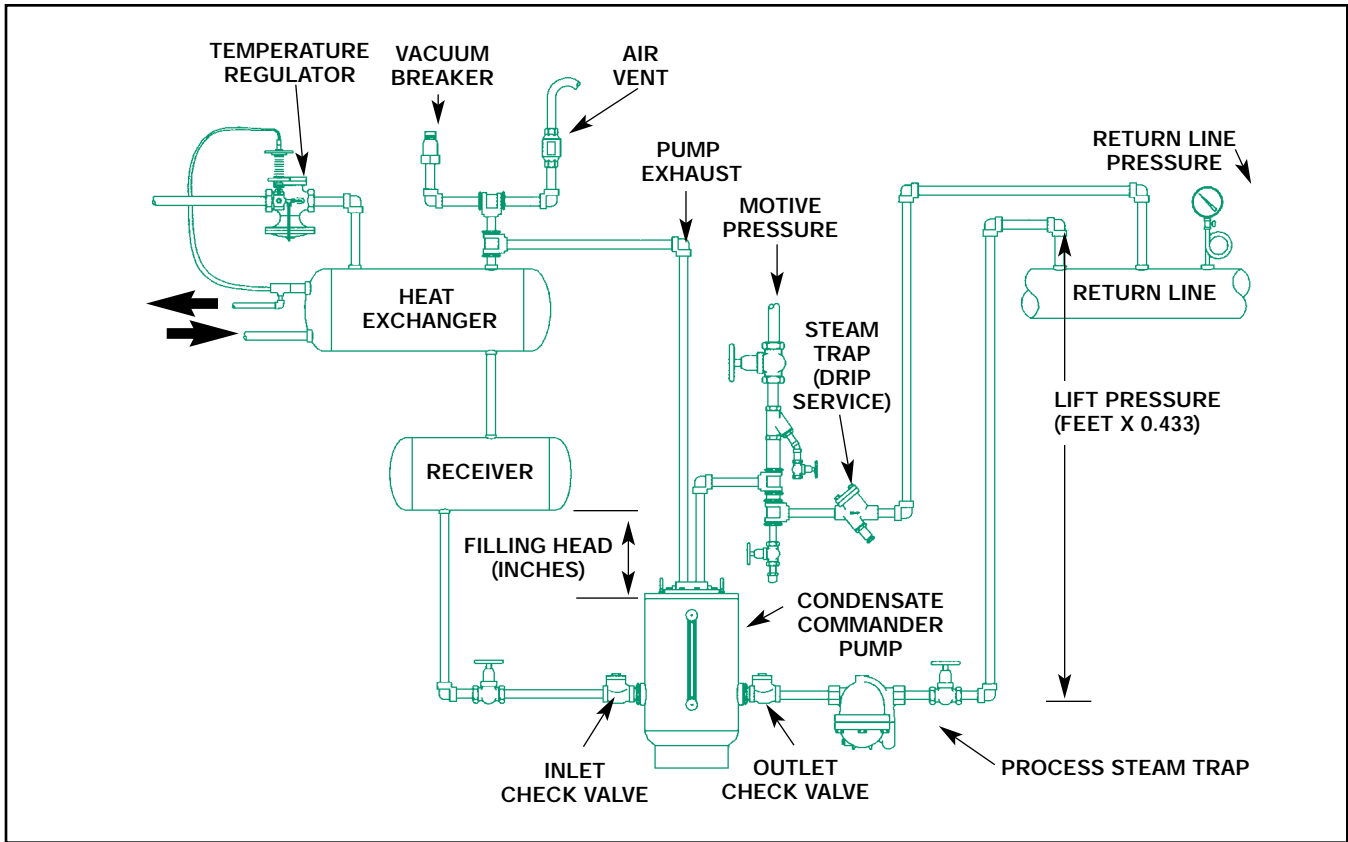 TEMPERATURE
REGULATOR
VACUUM
BREAKER
AIR
VENT
PUMP
EXHAUST
MOTIVE
PRESSURE
RETURN LINE
PRESSURE
HEAT
EXCHANGER
RETURN LINE
STEAM
TRAP
(DRIP
SERVICE)
LIFT PRESSURE
(FEET X 0.433)
RECEIVER
FILLING HEAD
(INCHES)
CONDENSATE
COMMANDER
PUMP
INLET
CHECK VALVE
OUTLET
CHECK VALVE
PROCESS STEAM TRAP